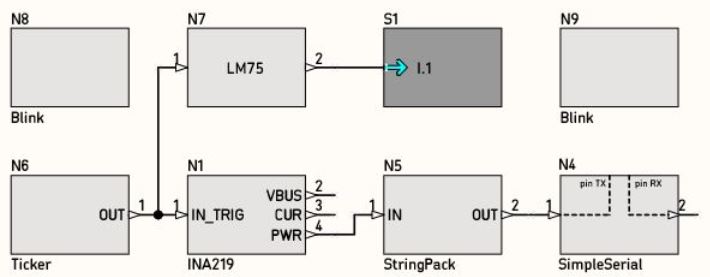 N8
N7
S1
N9
1
LM75
2
I.1
Blink
Blink
N6
N1
N5
N4
OUT
1
1
IN_TRIG
VBUS
2
CUR
3
PWR
4
1
IN
OUT
2
1
pin TX
pin RX
2
Ticker
INA219
StringPack
SimpleSerial